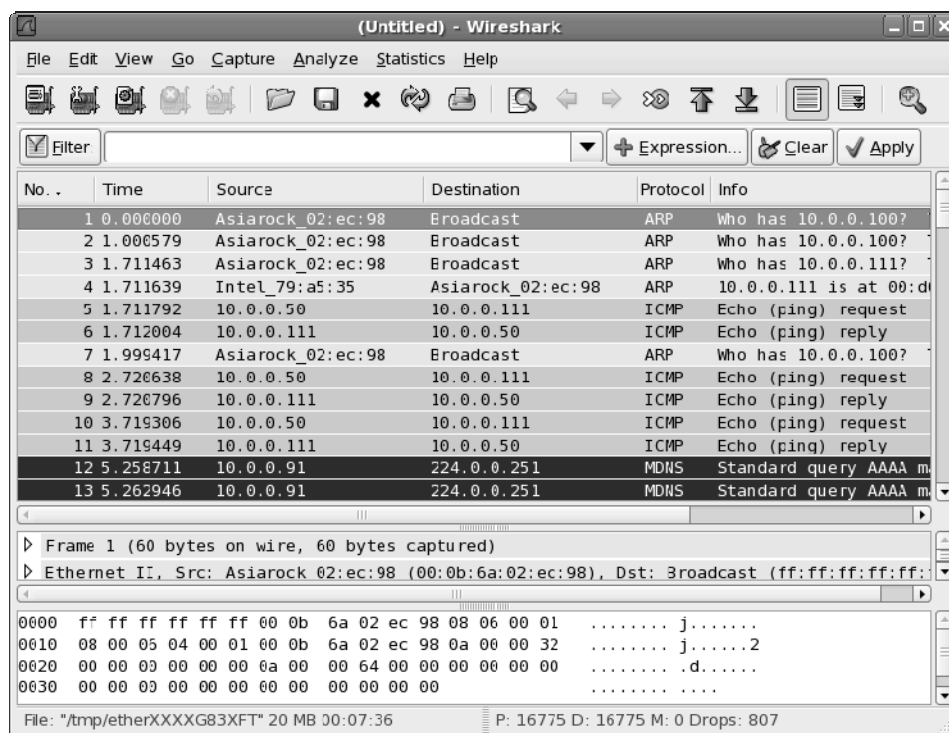 (Untitled) - Wireshark
File Edit View Go Capture Analyze Statistics Help
Filter Expression... Clear Apply
No. . Time Source Destination Protocol Info
1 0.000000 Asiarock_02:ec:98 Broadcast ARP Who has 10.0.0.100?
2 1.000579 Asiarock_02:ec:98 Broadcast ARP Who has 10.0.0.100?
3 1.711463 Asiarock_02:ec:98 Broadcast ARP Who has 10.0.0.111?
4 1.711639 Intel_79:a5:35 Asiarock_02:ec:98 ARP 10.0.0.111 is at 00:d
5 1.711792 10.0.0.50 10.0.0.111 ICMP Echo (ping) request
6 1.712004 10.0.0.111 10.0.0.50 ICMP Echo (ping) reply
7 1.999417 Asiarock_02:ec:98 Broadcast ARP Who has 10.0.0.100?
8 2.720638 10.0.0.50 10.0.0.111 ICMP Echo (ping) request
9 2.720796 10.0.0.111 10.0.0.50 ICMP Echo (ping) reply
10 3.719306 10.0.0.50 10.0.0.111 ICMP Echo (ping) request
11 3.719449 10.0.0.111 10.0.0.50 ICMP Echo (ping) reply
12 5.258711 10.0.0.91 224.0.0.251 MDNS Standard query AAAA m
13 5.262946 10.0.0.91 224.0.0.251 MDNS Standard query AAAA m
Frame 1 (60 bytes on wire, 60 bytes captured)
Ethernet II, Src: Asiarock_02:ec:98 (00:0b:6a:02:ec:98), Dst: Broadcast (ff:ff:ff:ff:ff:
0000 ff ff ff ff ff ff 00 0b 6a 02 ec 98 08 06 00 01 ........ j.......
0010 08 00 06 04 00 01 00 0b 6a 02 ec 98 0a 00 00 32 ........ j......2
0020 00 00 00 00 00 00 0a 00 00 64 00 00 00 00 00 00 ........ .d......
0030 00 00 00 00 00 00 00 00 00 00 00 00 ........ ....
File: "/tmp/etherXXXXG83XFT" 20 MB 00:07:36 P: 16775 D: 16775 M: 0 Drops: 807